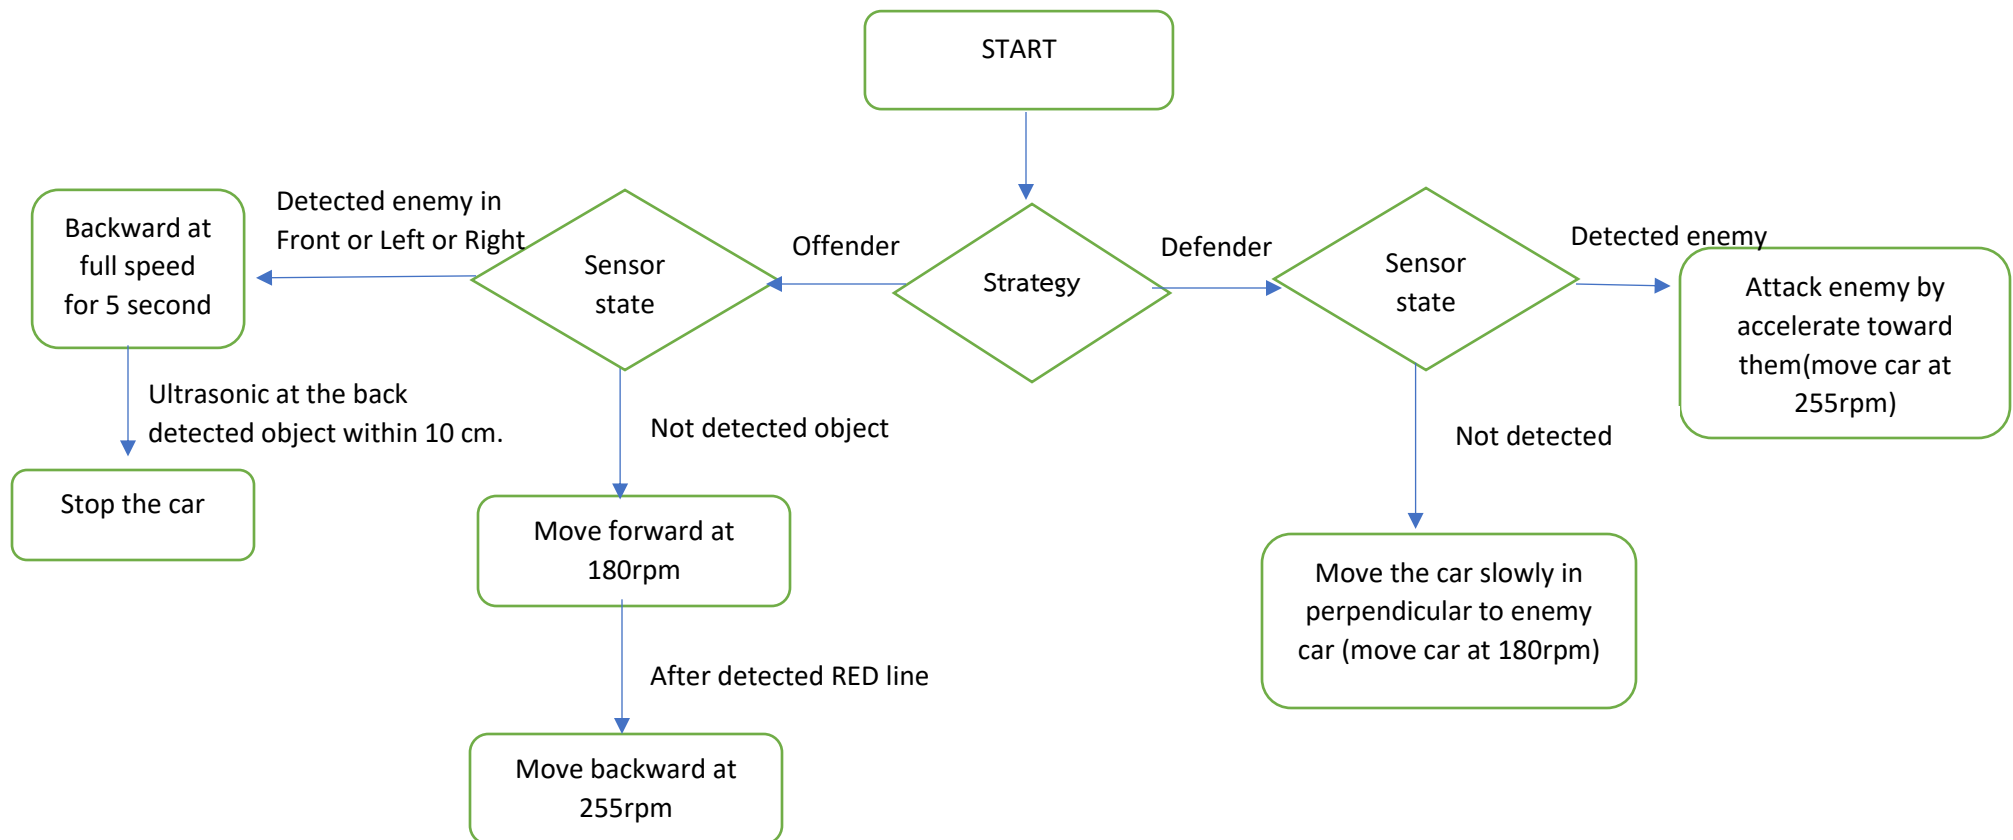 START
Strategy
Offender
Defender
Sensor
state
Detected enemy in
Front or Left or Right
Backward at
full speed
for 5 second
Ultrasonic at the back
detected object within 10 cm.
Stop the car
Not detected object
Move forward at
180rpm
After detected RED line
Move backward at
255rpm
Sensor
state
Detected enemy
Attack enemy by
accelerate toward
them(move car at
255rpm)
Not detected
Move the car slowly in
perpendicular to enemy
car (move car at 180rpm)